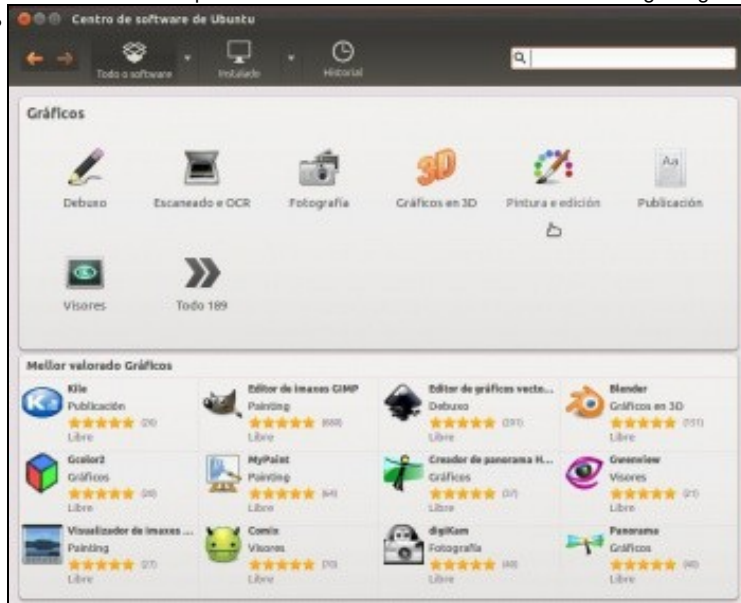 Centro de software de Ubuntu
Todo o software
Instalado
Historial
Gráficos
Debuxo
Escaneado e OCR
Fotografía
3D
Gráficos en 3D
Pintura e edición
Aa
Publicación
Visores
Todo 189
Mellor valorado Gráficos
Kile
Publicación
Libre
Editor de imaxes GIMP
Painting
Libre
Editor de gráficos vecto...
Debuxo
Libre
Blender
Gráficos en 3D
Libre
Gcolor2
Gráficos
Libre
MyPaint
Painting
Libre
Creador de panorama H...
Gráficos
Libre
Gwenview
Visores
Libre
Visualizador de imaxes ...
Painting
Libre
Comix
Visores
Libre
digiKam
Fotografía
Libre
Panorama
Gráficos
Libre